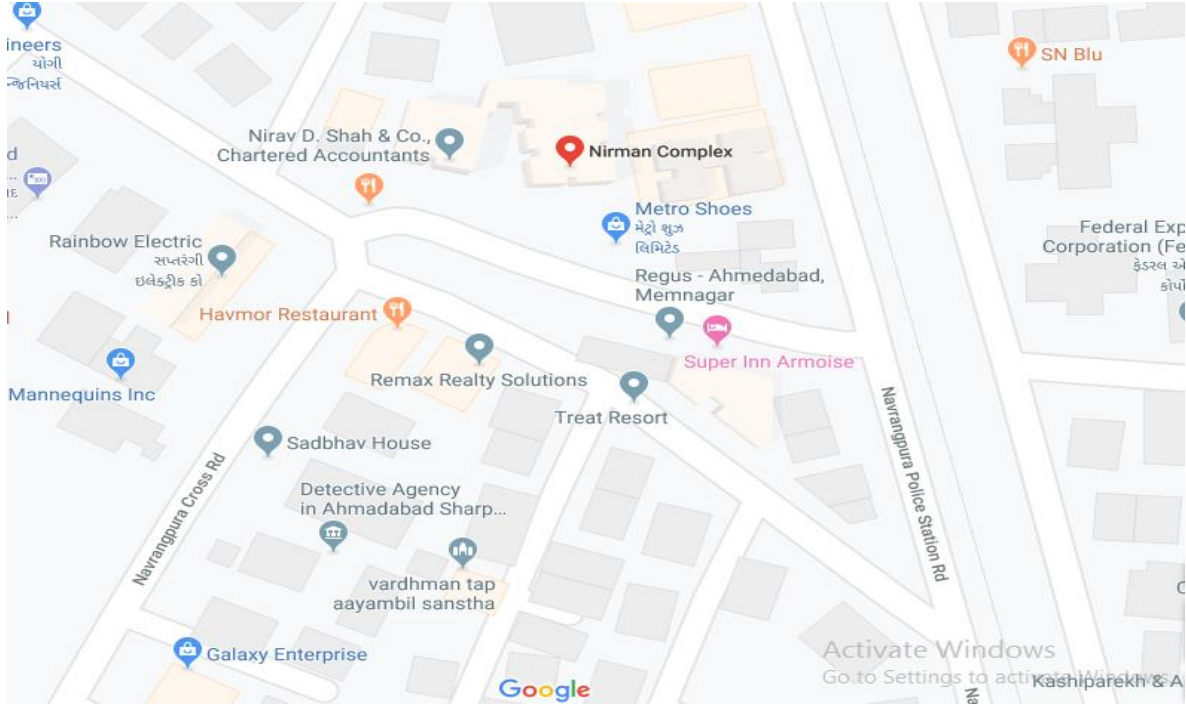 ineers
યોગી
ન્જિનિયર્સ
SN Blu
Nirav D. Shah & Co.,
Chartered Accountants
Nirman Complex
d
Metro Shoes
મેટ્રો શુઝ
લિમિટેડ
Rainbow Electric
સપ્તરંગી
ઇલેક્ટ્રીક કો
Federal Exp
Corporation (Fe
ફેડરલ એ
કોર્પો
Regus - Ahmedabad,
Memnagar
Havmor Restaurant
Super Inn Armoise
Remax Realty Solutions
Mannequins Inc
Treat Resort
Sadbhav House
Navrangpura Police Station Rd
Detective Agency
in Ahmadabad Sharp...
Navrangpura Cross Rd
vardhman tap
aayambil sanstha
Galaxy Enterprise
Activate Windows
Go to Settings to activate Windows.
Google
Na
Kashiparekh & A